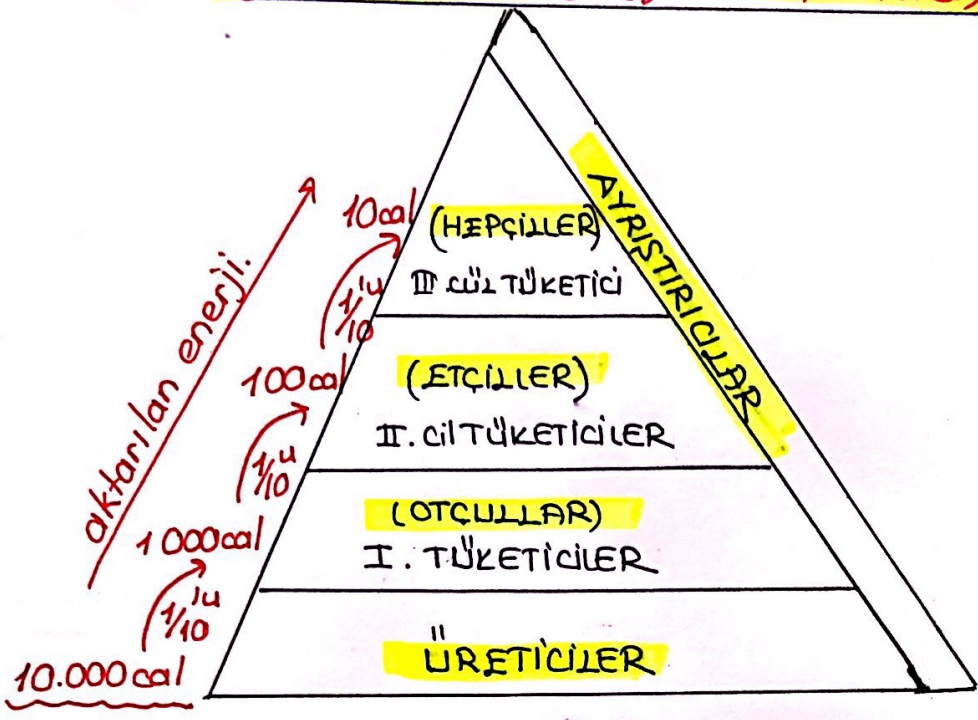 AYRIŞTIRICILAR
aktarılan enerji.
10cal
(HEPÇİLLER)
III CÜL TÜKETİCİ
1/10'u
100cal
(ETÇİLLER)
II. CİL TÜKETİCİLER
1/10'u
1000cal
(OTÇULLAR)
I. TÜKETİCİLER
1/10'u
10.000cal
ÜRETİCİLER